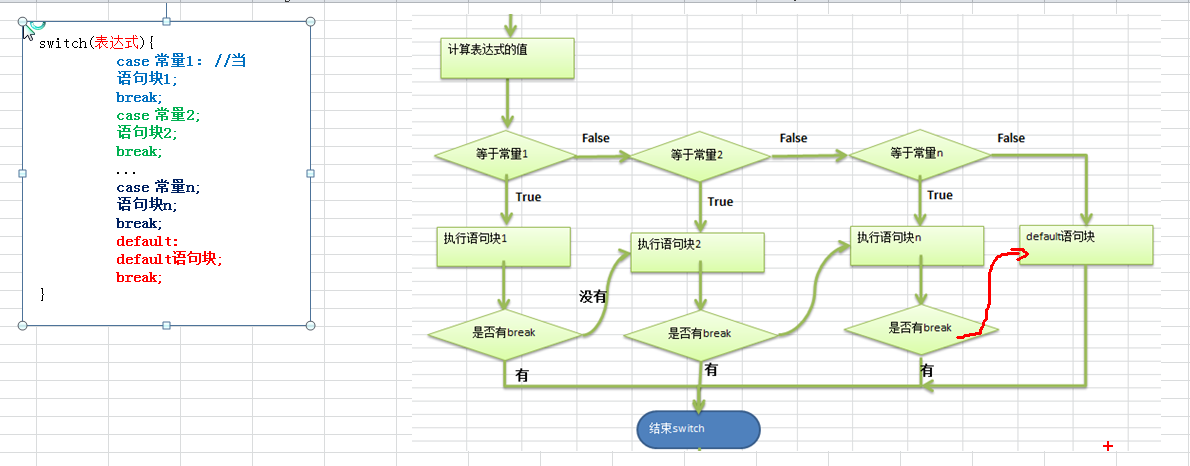 switch(表达式){
case 常量1: //当
语句块1;
break;
case 常量2;
语句块2;
break;
...
case 常量n;
语句块n;
break;
default:
default语句块;
break;
}
计算表达式的值
等于常量1
False
等于常量2
False
等于常量n
False
True
True
True
执行语句块1
执行语句块2
执行语句块n
default语句块
没有
是否有break
是否有break
是否有break
有
有
有
结束switch